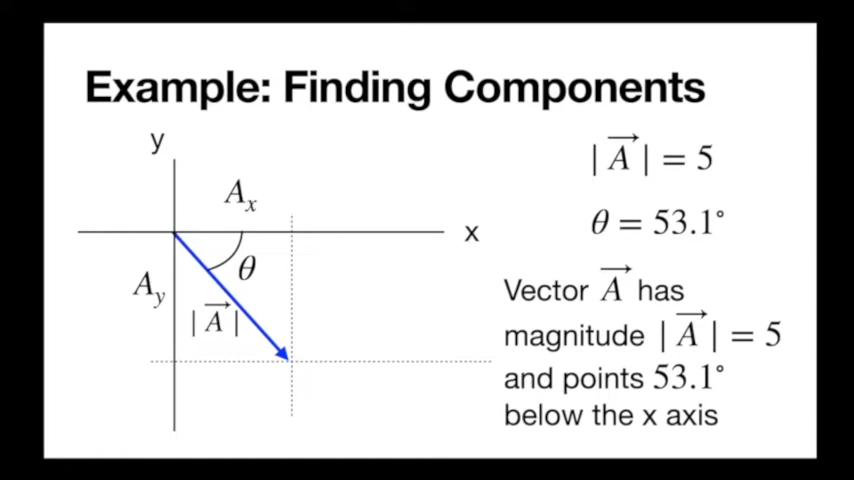 Example: Finding Components
y
A_x
x
θ
A_y
|A⃗|
|A⃗| = 5
θ = 53.1°
Vector A⃗ has
magnitude |A⃗| = 5
and points 53.1°
below the x axis